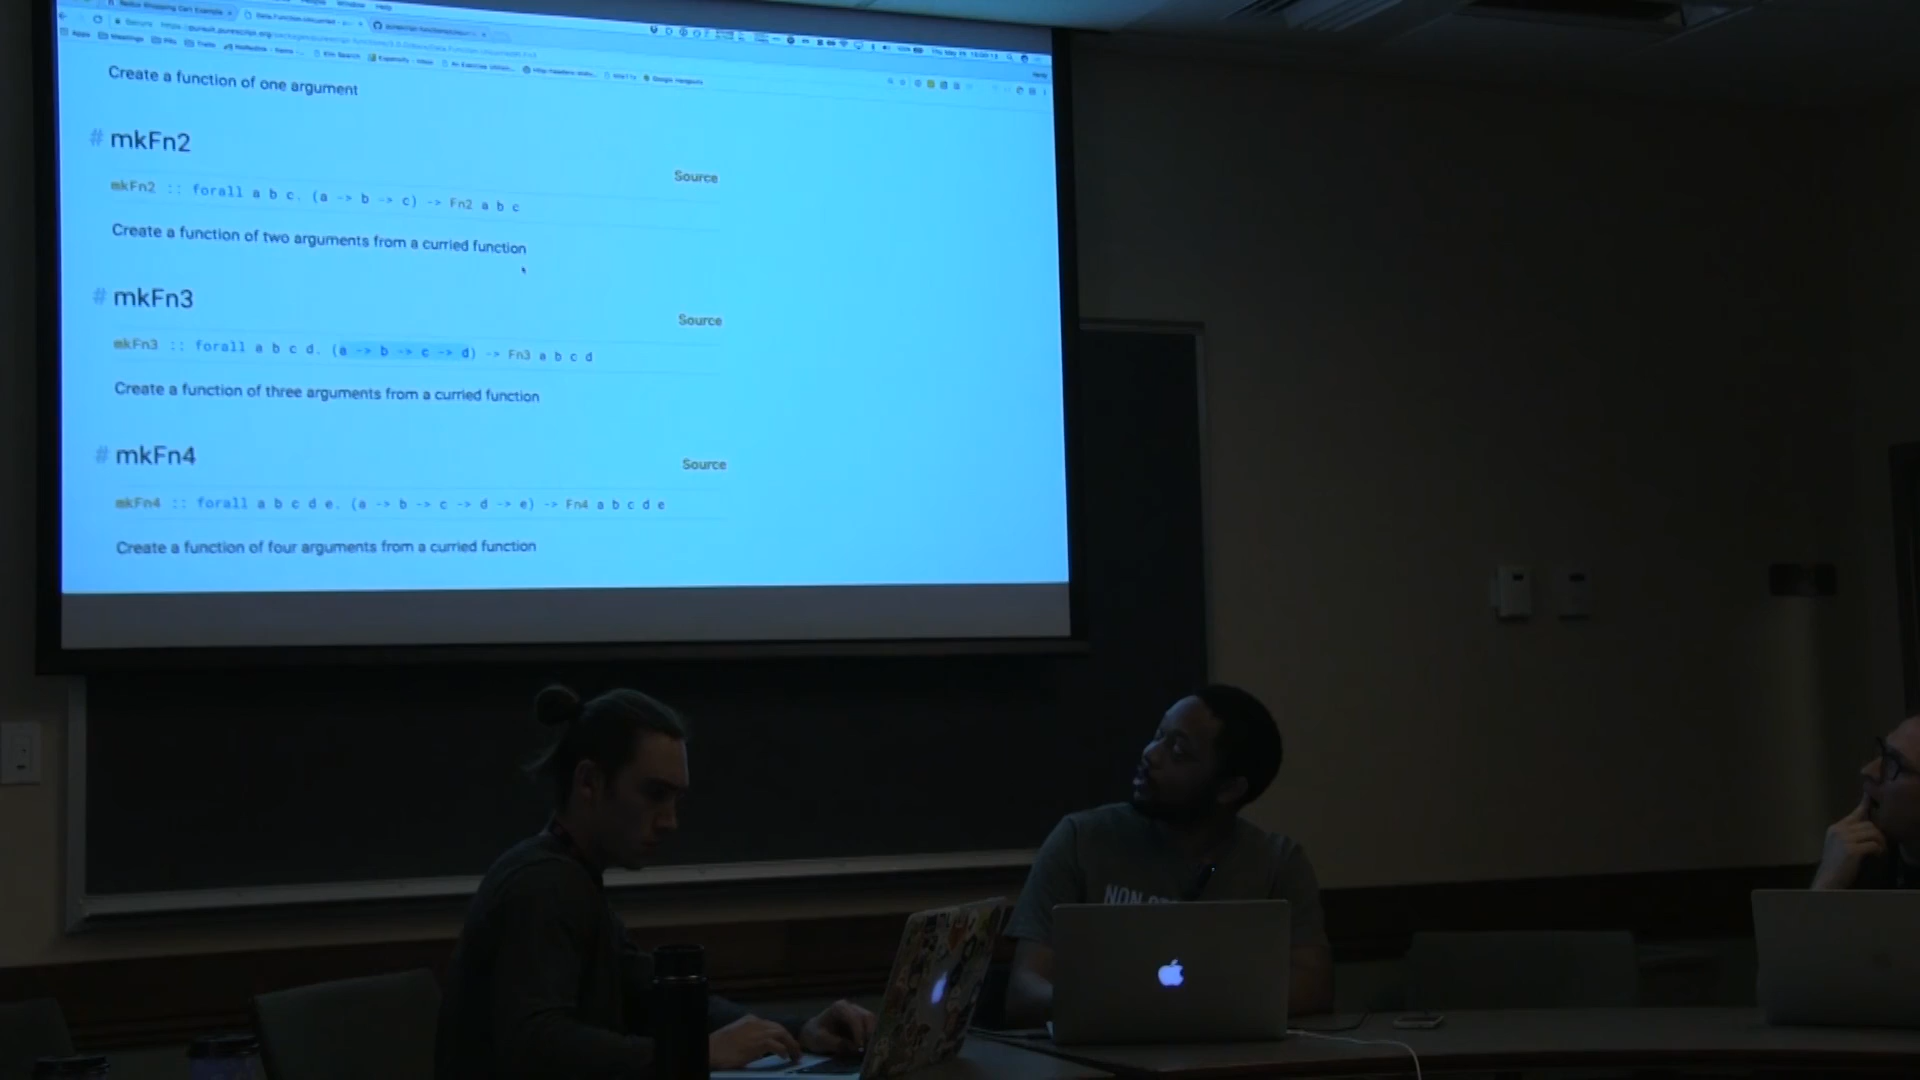 Create a function of one argument
# mkFn2
Source
mkFn2 :: forall a b c. (a -> b -> c) -> Fn2 a b c
Create a function of two arguments from a curried function
# mkFn3
Source
mkFn3 :: forall a b c d. (a -> b -> c -> d) -> Fn3 a b c d
Create a function of three arguments from a curried function
# mkFn4
Source
mkFn4 :: forall a b c d e. (a -> b -> c -> d -> e) -> Fn4 a b c d e
Create a function of four arguments from a curried function
NON